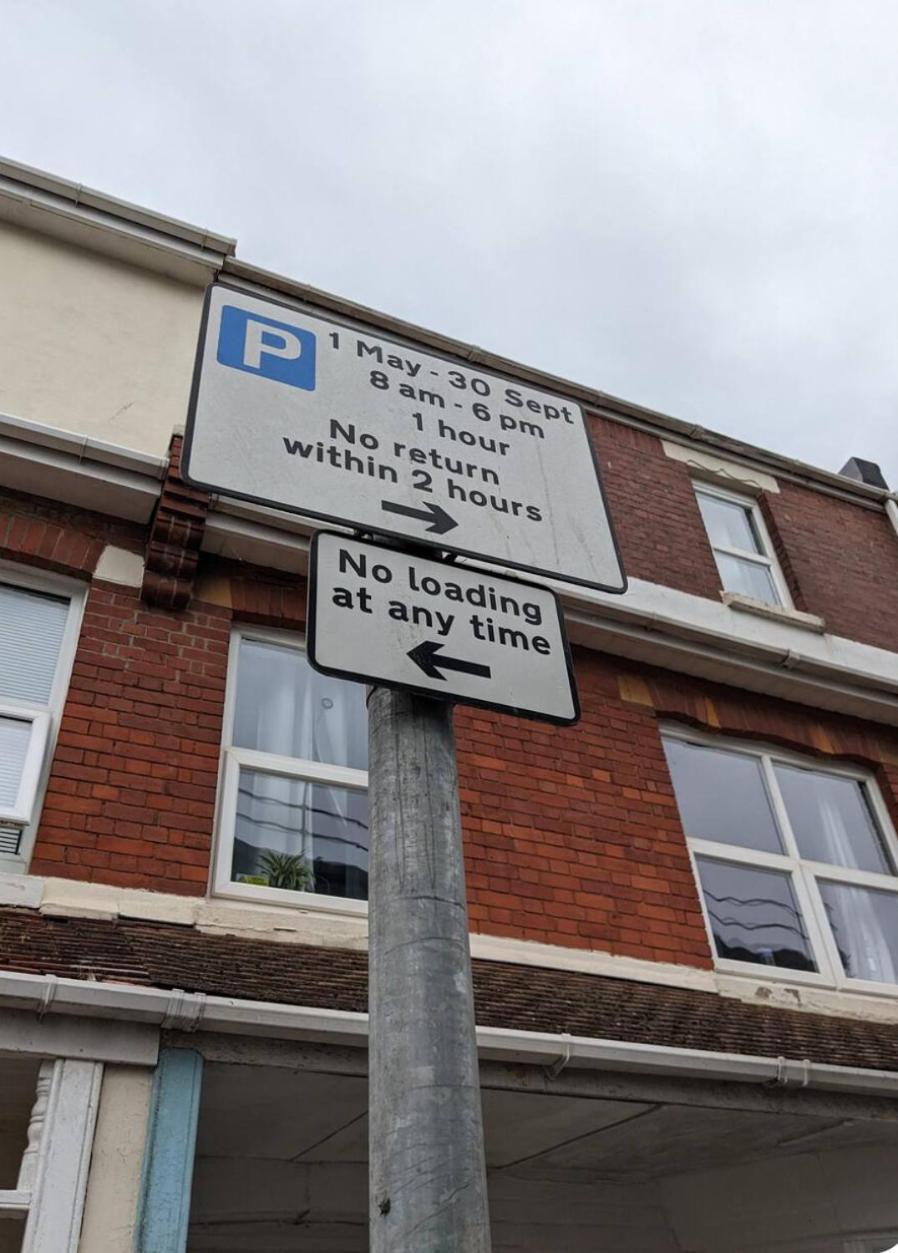 P
1 May - 30 Sept
8 am - 6 pm
1 hour
No return
within 2 hours
No loading
at any time